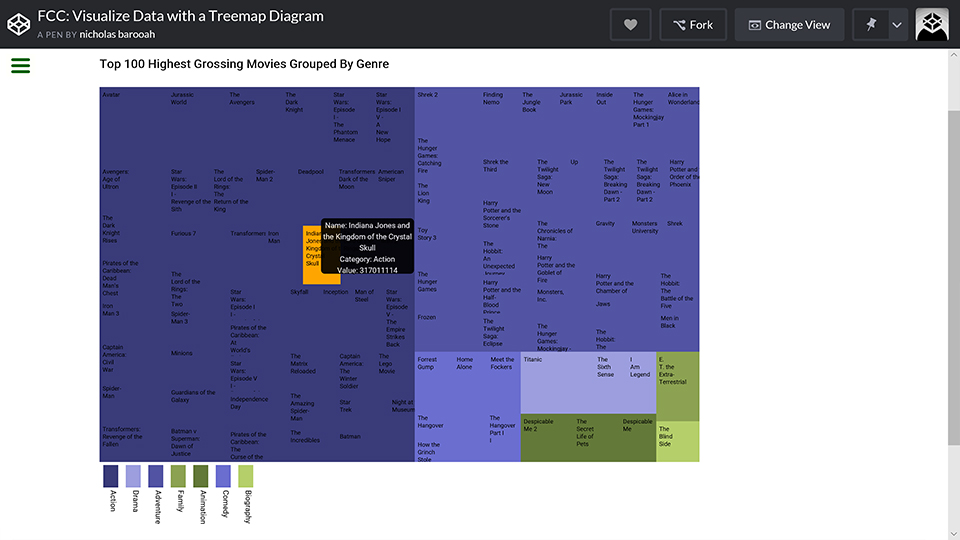 FCC: Visualize Data with a Treemap Diagram
A PEN BY nicholas barooah
Fork
Change View
Top 100 Highest Grossing Movies Grouped By Genre
Avatar
Jurassic
World
The
Avengers
The
Dark
Knight
Star
Wars:
Episode
I -
The
Phantom
Menace
Star
Wars:
Episode I
V -
A
New
Hope
Shrek 2
Finding
Nemo
The
Jungle
Book
Jurassic
Park
Inside
Out
The
Hunger
Games:
Mockingjay
Part 1
Alice in
Wonderland
Avengers:
Age of
Ultron
Star
Wars:
Episode II
I -
Revenge of the
Sith
The
Lord of the
Rings:
The
Return of the
King
Spider-
Man 2
Deadpool
Transformers:
Dark of the
Moon
American
Sniper
The
Hunger
Games:
Catching
Fire
Shrek the
Third
The
Twilight
Saga:
New
Moon
Up
The
Twilight
Saga:
Breaking
Dawn -
Part 2
The
Twilight
Saga:
Breaking
Dawn -
Part 2
Harry
Potter and
Order of the
Phoenix
The
Lion
King
The
Dark
Knight
Rises
Furious 7
Transformers
Iron
Man
Name: Indiana Jones and
the Kingdom of the Crystal
Skull
Category: Action
Value: 317011114
Toy
Story 3
Harry
Potter and the
Sorcerer's
Stone
The
Chronicles of
Narnia:
The
Gravity
Monsters
University
Shrek
Pirates of the
Caribbean:
Dead
Man's
Chest
The
Lord of the
Rings:
The
Two
Star
Wars:
Episode I
I -
Skyfall
Inception
Man of
Steel
Star
Wars:
Episode
V -
The
Empire
Strikes
Back
The
Hunger
Games
The
Hobbit:
An
Unexpected
Harry
Potter and the
Goblet of
Fire
Harry
Potter and the
Chamber of
The
Hobbit:
The
Battle of the
Five
Iron
Man 3
Spider-
Man 3
Pirates of the
Caribbean:
At
World's
Frozen
Harry
Potter and the
Half-
Blood
Prince
Monsters,
Inc.
Jaws
Men in
Black
Captain
America:
Civil
War
Minions
Star
Wars:
Episode V
I -
The
Matrix
Reloaded
Captain
America:
The
Winter
Soldier
The
Lego
Movie
The
Twilight
Saga:
Eclipse
The
Hunger
Games:
Mockingjay -
The
Hobbit:
The
Spider-
Man
Guardians of the
Galaxy
Independence
Day
The
Amazing
Spider-
Man
Star
Trek
Night at
Museum
Transformers:
Revenge of the
Fallen
Batman v
Superman:
Dawn of
Justice
Pirates of the
Caribbean:
The
Curse of the
The
Incredibles
Batman
Forrest
Gump
Home
Alone
Meet the
Fockers
Titanic
The
Sixth
Sense
I
Am
Legend
E.
T. the
Extra-
Terrestrial
The
Hangover
The
Hangover
Part I
I
Despicable
Me 2
The
Secret
Life of
Pets
Despicable
Me
The
Blind
Side
How the
Grinch
Stole
Action
Drama
Adventure
Family
Animation
Comedy
Biography